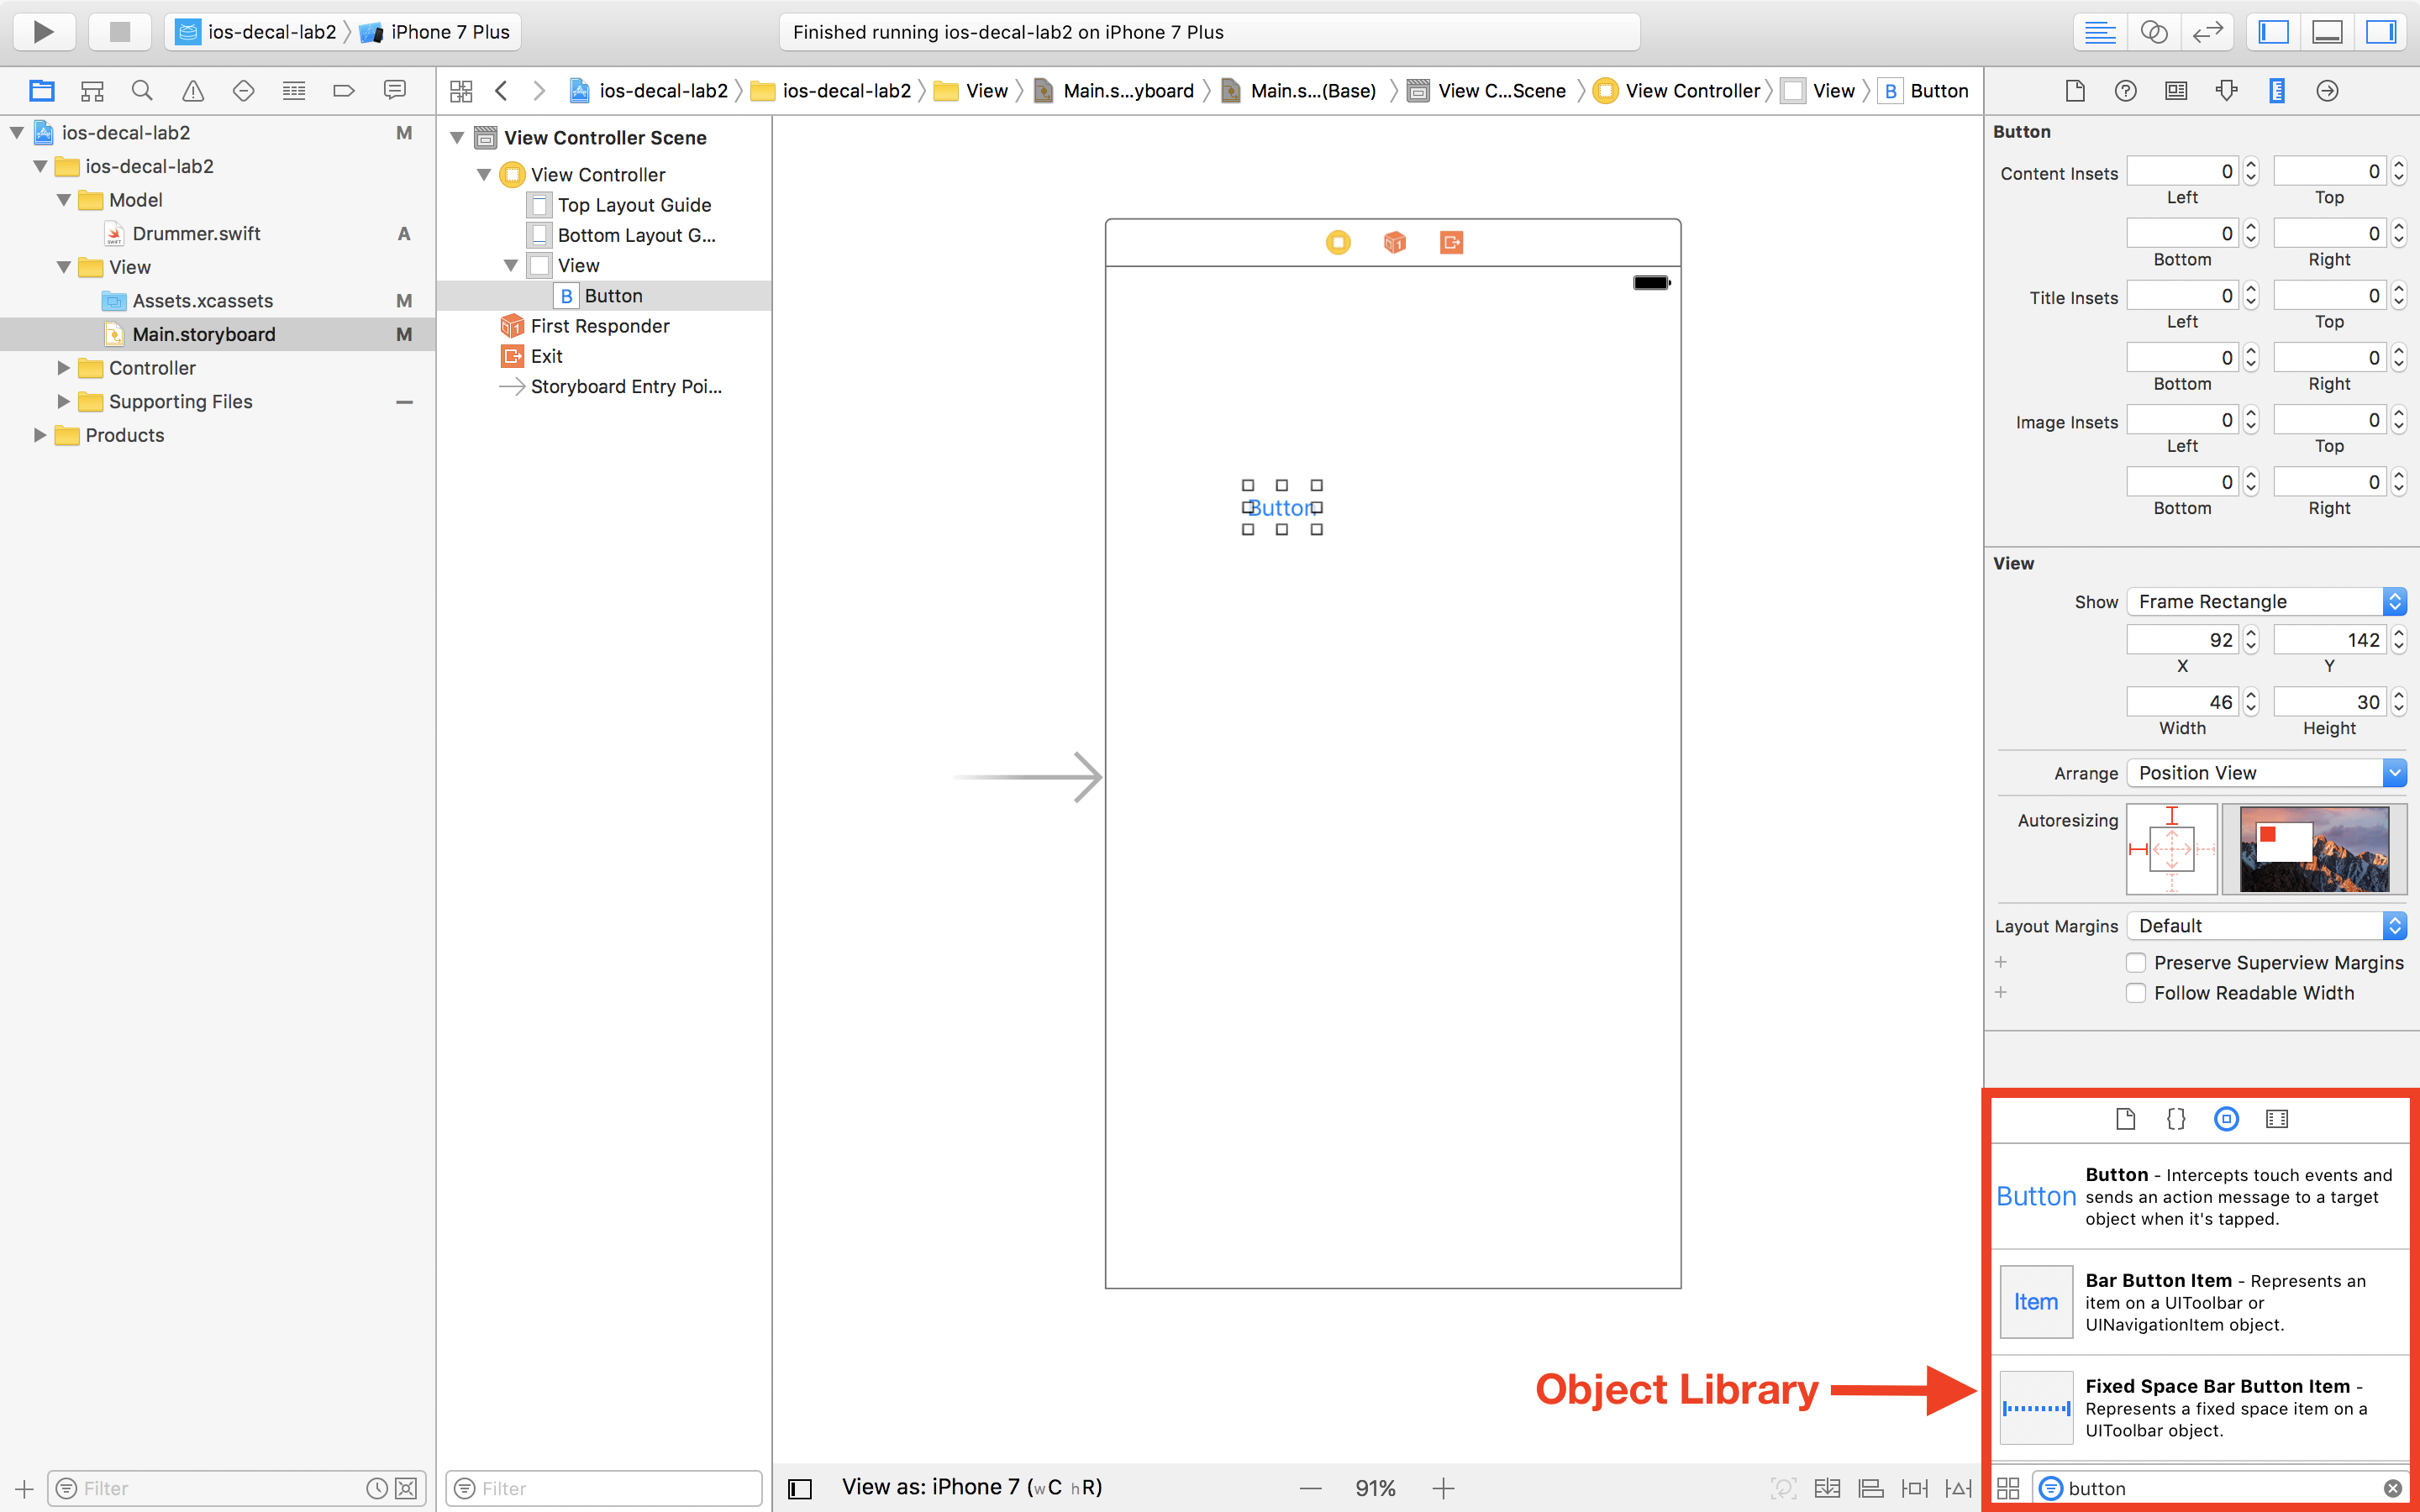 ios-decal-lab2 iPhone 7 Plus
Finished running ios-decal-lab2 on iPhone 7 Plus
ios-decal-lab2 ios-decal-lab2 View Main.s...yboard Main.s...(Base) View C...Scene View Controller View B Button
ios-decal-lab2 M
ios-decal-lab2
Model
Drummer.swift A
View
Assets.xcassets M
Main.storyboard M
Controller
Supporting Files
Products
Filter
View Controller Scene
View Controller
Top Layout Guide
Bottom Layout G...
View
B Button
First Responder
Exit
Storyboard Entry Poi...
Filter
Button
Object Library
View as: iPhone 7 (wC hR)
91%
Button
Content Insets 0 0
Left Top
0 0
Bottom Right
Title Insets 0 0
Left Top
0 0
Bottom Right
Image Insets 0 0
Left Top
0 0
Bottom Right
View
Show Frame Rectangle
92 142
X Y
46 30
Width Height
Arrange Position View
Autoresizing
Layout Margins Default
Preserve Superview Margins
Follow Readable Width
{}
Button
Button - Intercepts touch events and
sends an action message to a target
object when it's tapped.
Item
Bar Button Item - Represents an
item on a UIToolbar or
UINavigationItem object.
Fixed Space Bar Button Item -
Represents a fixed space item on a
UIToolbar object.
button